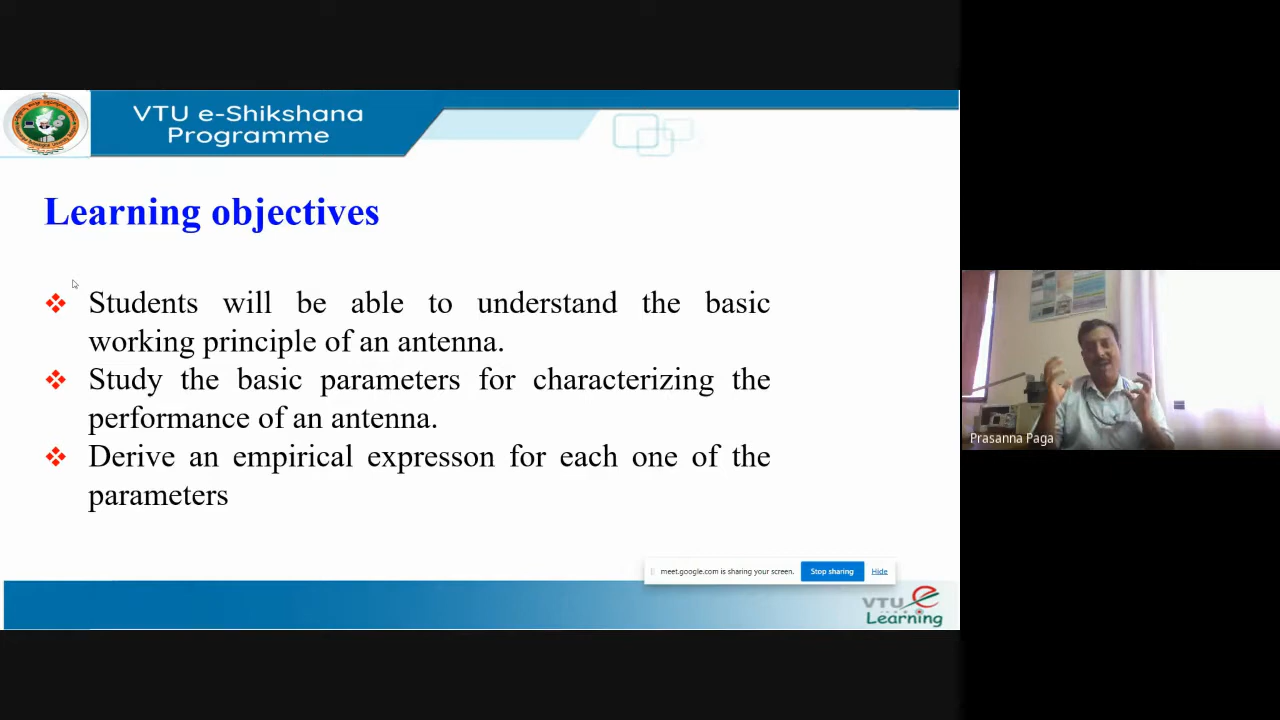 VTU e-Shikshana
Programme
Learning objectives
Students will be able to understand the basic
working principle of an antenna.
Study the basic parameters for characterizing the
performance of an antenna.
Derive an empirical expresson for each one of the
parameters
Prasanna Paga
meet.google.com is sharing your screen.
Stop sharing
Hide
VTU e
Learning